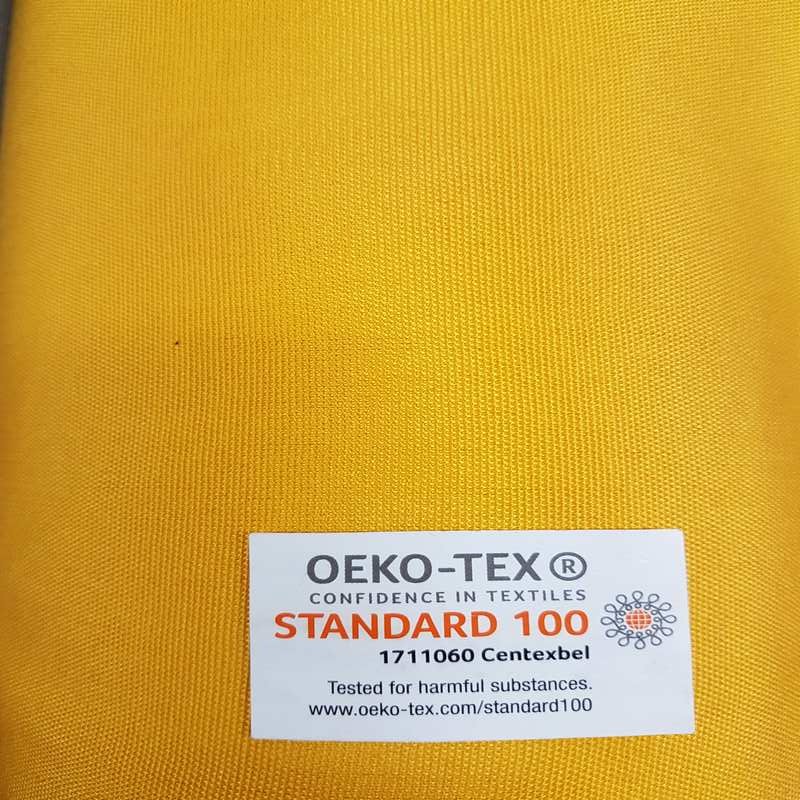 OEKO-TEX®
CONFIDENCE IN TEXTILES
STANDARD 100
1711060 Centexbel
Tested for harmful substances.
www.oeko-tex.com/standard100